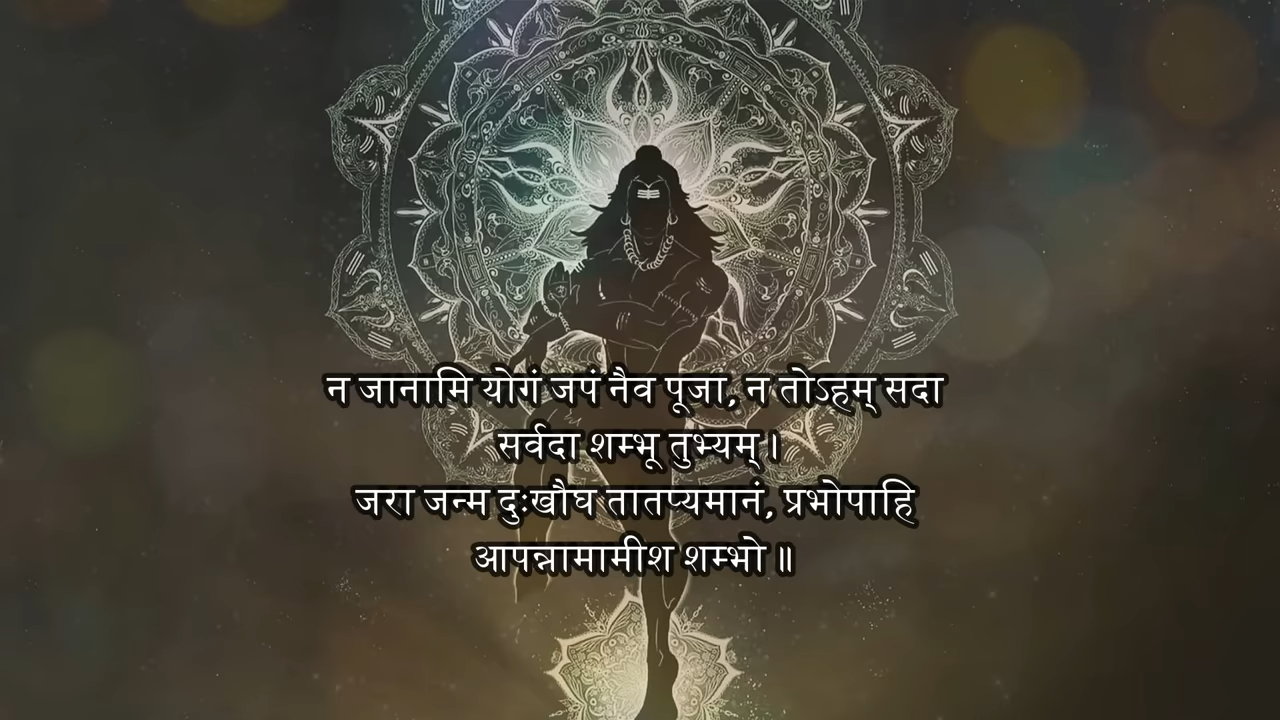 न जानामि योगं जपं नैव पूजा, न तोऽहम् सदा
सर्वदा शम्भू तुभ्यम् ।
जरा जन्म दुःखौघ तातप्यमानं, प्रभोपाहि
आपन्नामामीश शम्भो ॥